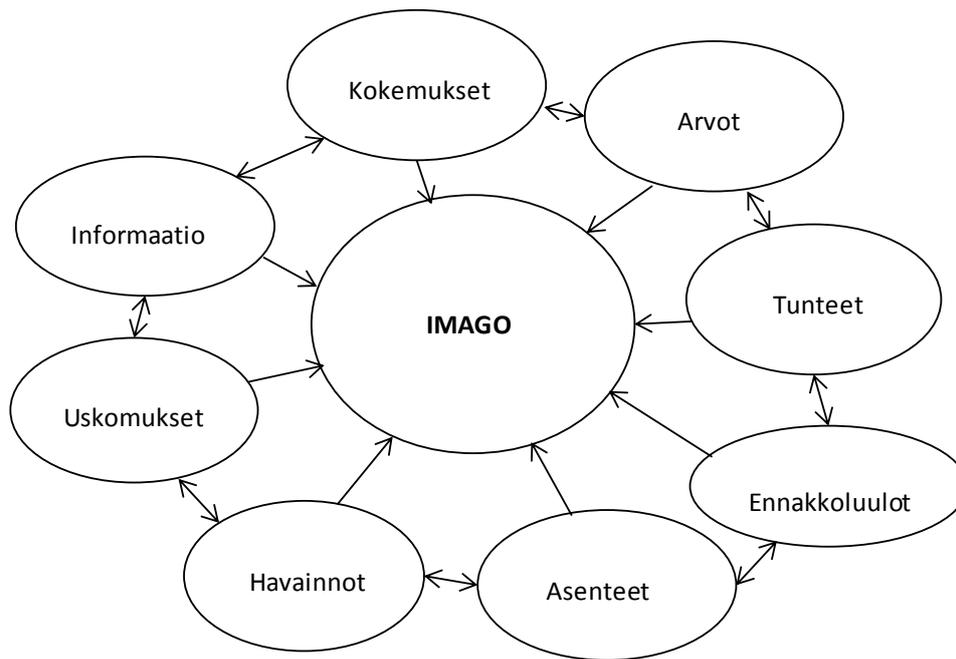 Kokemukset
Arvot
Informaatio
Tunteet
IMAGO
Uskomukset
Ennakkoluulot
Havainnot
Asenteet